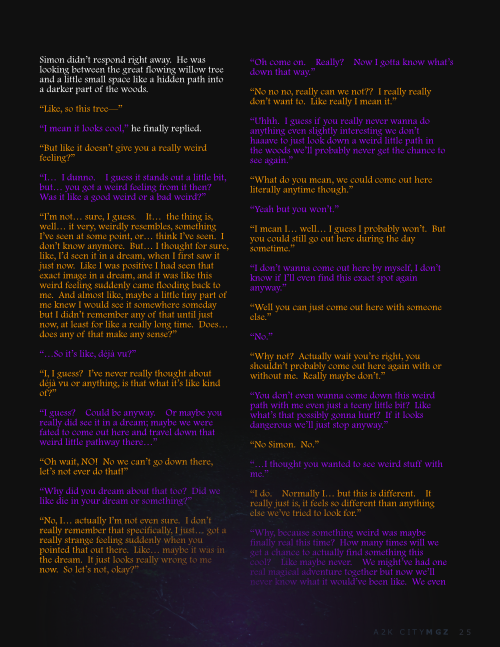 Simon didn't respond right away. He was
looking between the great flowing willow tree
and a little small space like a hidden path into
a darker part of the woods.
"Like, so this tree—"
"I mean it looks cool," he finally replied.
"But like it doesn't give you a really weird
feeling?"
"I... I dunno. I guess it stands out a little bit,
but... you got a weird feeling from it then?
Was it like a good weird or a bad weird?"
"I'm not... sure, I guess. It... the thing is,
well... it very, weirdly resembles, something
I've seen at some point, or... think I've seen. I
don't know anymore. But... I thought for sure,
like, I'd seen it in a dream, when I first saw it
just now. Like I was positive I had seen that
exact image in a dream, and it was like this
weird feeling suddenly came flooding back to
me. And almost like, maybe a little tiny part of
me knew I would see it somewhere someday
but I didn't remember any of that until just
now, at least for like a really long time. Does...
does any of that make any sense?"
"...So it's like, déjà vu?"
"I, I guess? I've never really thought about
déjà vu or anything, is that what it's like kind
of?"
"I guess? Could be anyway. Or maybe you
really did see it in a dream; maybe we were
fated to come out here and travel down that
weird little pathway there..."
"Oh wait, NO! No we can't go down there,
let's not ever do that!"
"Why did you dream about that too? Did we
like die in your dream or something?"
"No, I... actually I'm not even sure. I don't
really remember that specifically, I just... got a
really strange feeling suddenly when you
pointed that out there. Like... maybe it was in
the dream. It just looks really wrong to me
now. So let's not, okay?"
"Oh come on. Really? Now I gotta know what's
down that way."
"No no no, really can we not?? I really really
don't want to. Like really I mean it."
"Uhhh. I guess if you really never wanna do
anything even slightly interesting we don't
haaave to just look down a weird little path in
the woods we'll probably never get the chance to
see again."
"What do you mean, we could come out here
literally anytime though."
"Yeah but you won't."
"I mean I... well... I guess I probably won't. But
you could still go out here during the day
sometime."
"I don't wanna come out here by myself, I don't
know if I'll even find this exact spot again
anyway."
"Well you can just come out here with someone
else."
"No."
"Why not? Actually wait you're right, you
shouldn't probably come out here again with or
without me. Really maybe don't."
"You don't even wanna come down this weird
path with me even just a teeny little bit? Like
what's that possibly gonna hurt? If it looks
dangerous we'll just stop anyway."
"No Simon. No."
"...I thought you wanted to see weird stuff with
me."
"I do. Normally I... but this is different. It
really just is, it feels so different than anything
else we've tried to look for."
"Why, because something weird was maybe
finally real this time? How many times will we
get a chance to actually find something this
cool? Like maybe never. We might've had one
real magical adventure together but now we'll
never know what it would've been like. We even
A2K CITYMGZ 25